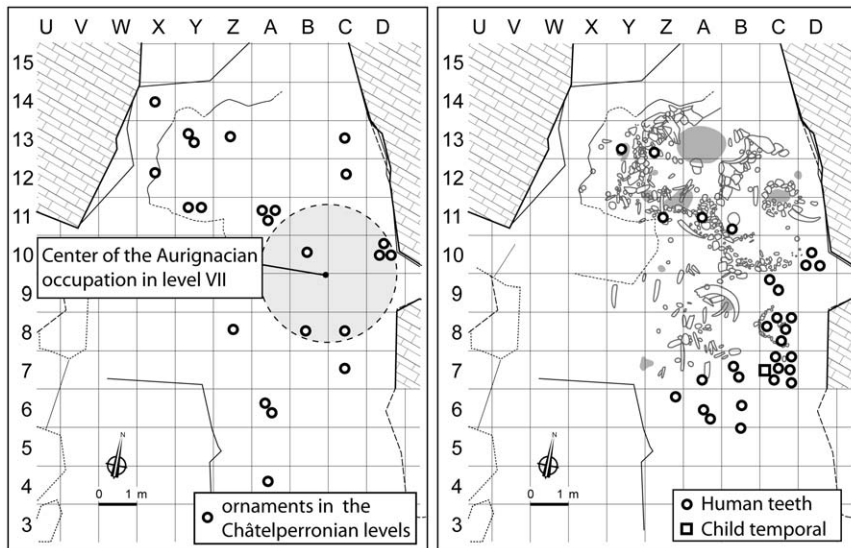 U V W X Y Z A B C D
15
14
13
12
11
10
9
8
7
6
5
4
3
Center of the Aurignacian
occupation in level VII
N
0 1 m
ornaments in the
Châtelperronian levels
U V W X Y Z A B C D
15
14
13
12
11
10
9
8
7
6
5
4
3
N
0 1 m
Human teeth
Child temporal